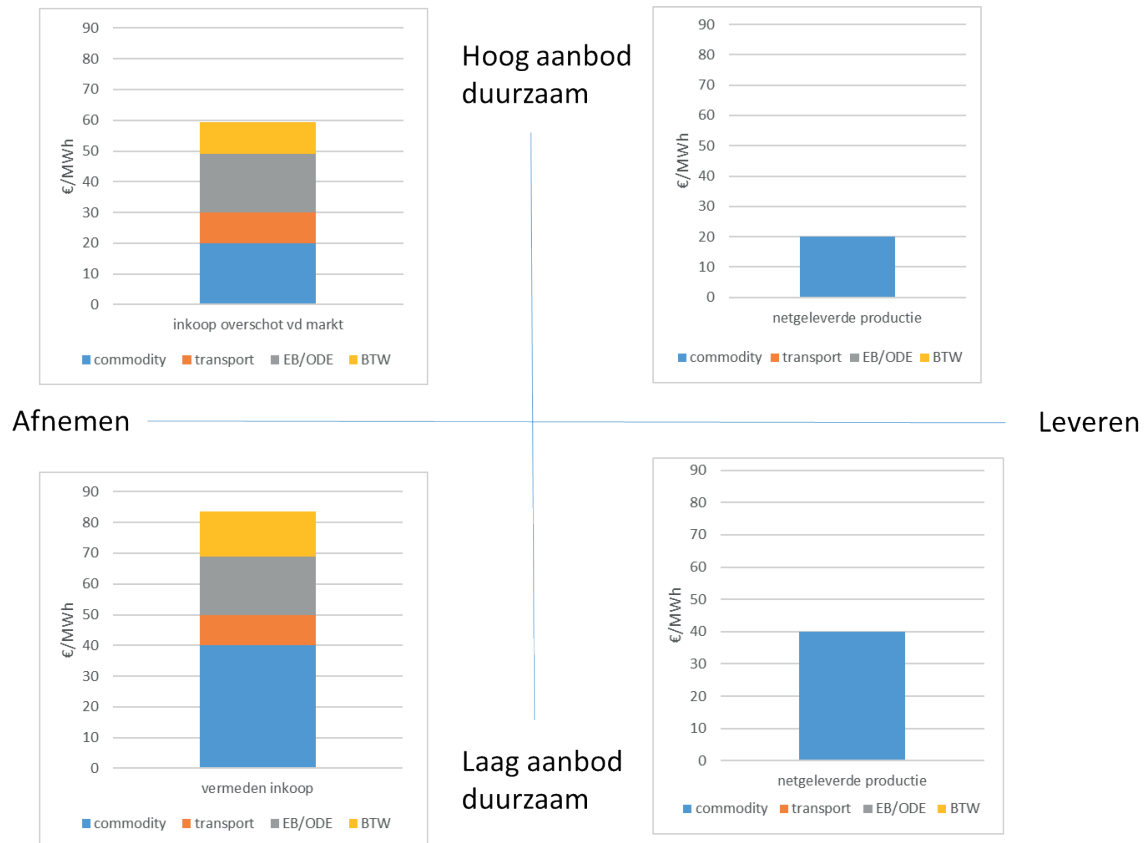 90
80
70
60
50
40
30
20
10
0
€/MWh
inkoop overschot vd markt
commodity transport EB/ODE BTW
Hoog aanbod
duurzaam
90
80
70
60
50
40
30
20
10
0
€/MWh
netgeleverde productie
commodity transport EB/ODE BTW
Afnemen
Leveren
90
80
70
60
50
40
30
20
10
0
€/MWh
vermeden inkoop
commodity transport EB/ODE BTW
Laag aanbod
duurzaam
90
80
70
60
50
40
30
20
10
0
€/MWh
netgeleverde productie
commodity transport EB/ODE BTW